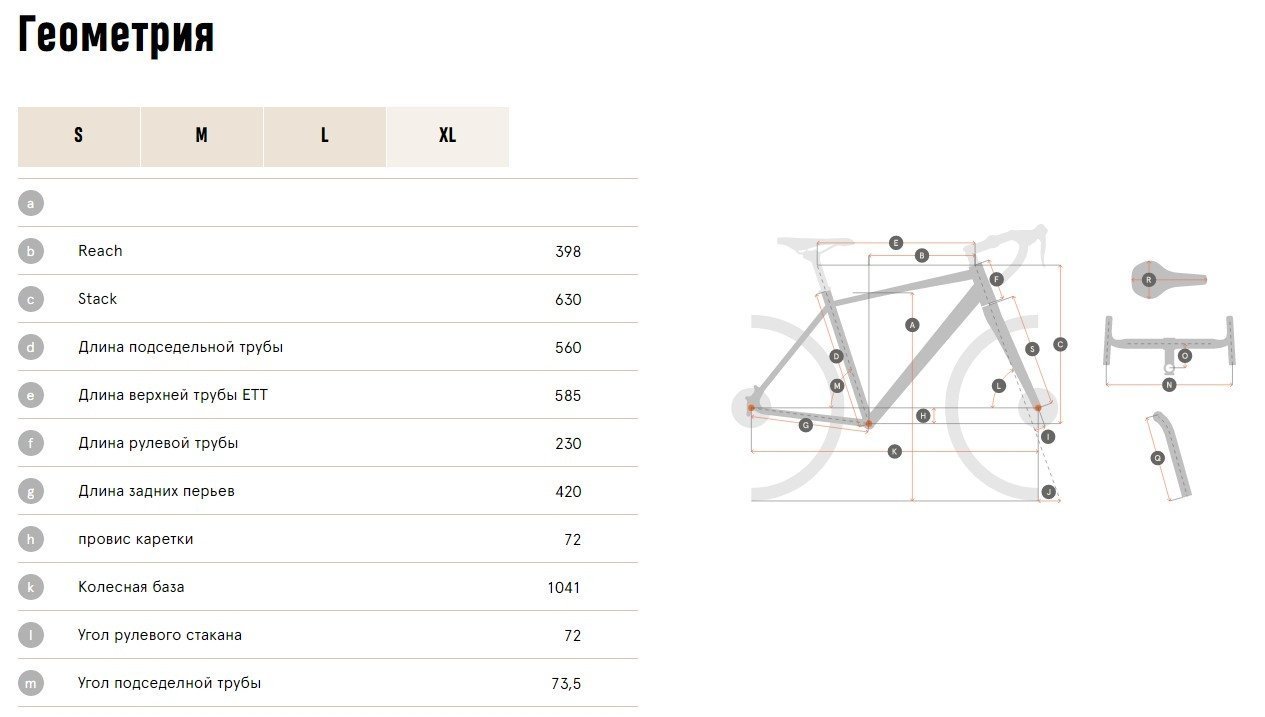 Геометрия
S M L XL
a
b Reach 398
c Stack 630
d Длина подседельной трубы 560
e Длина верхней трубы ETT 585
f Длина рулевой трубы 230
g Длина задних перьев 420
h провис каретки 72
k Колесная база 1041
l Угол рулевого стакана 72
m Угол подседелной трубы 73,5
E
B
F
R
A
S
C
D
O
M
L
N
H
G
I
K
Q
J